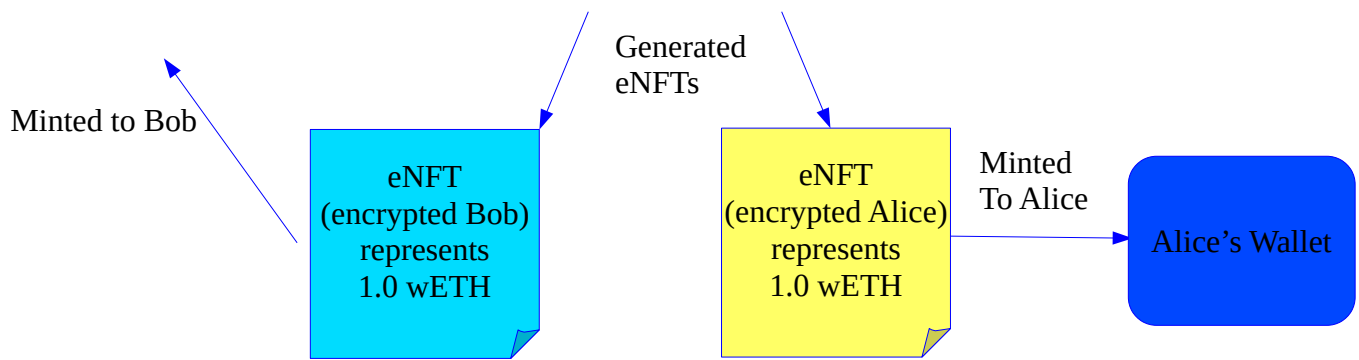 Generated
eNFTs
Minted to Bob
eNFT
(encrypted Bob)
represents
1.0 wETH
eNFT
(encrypted Alice)
represents
1.0 wETH
Minted
To Alice
Alice’s Wallet